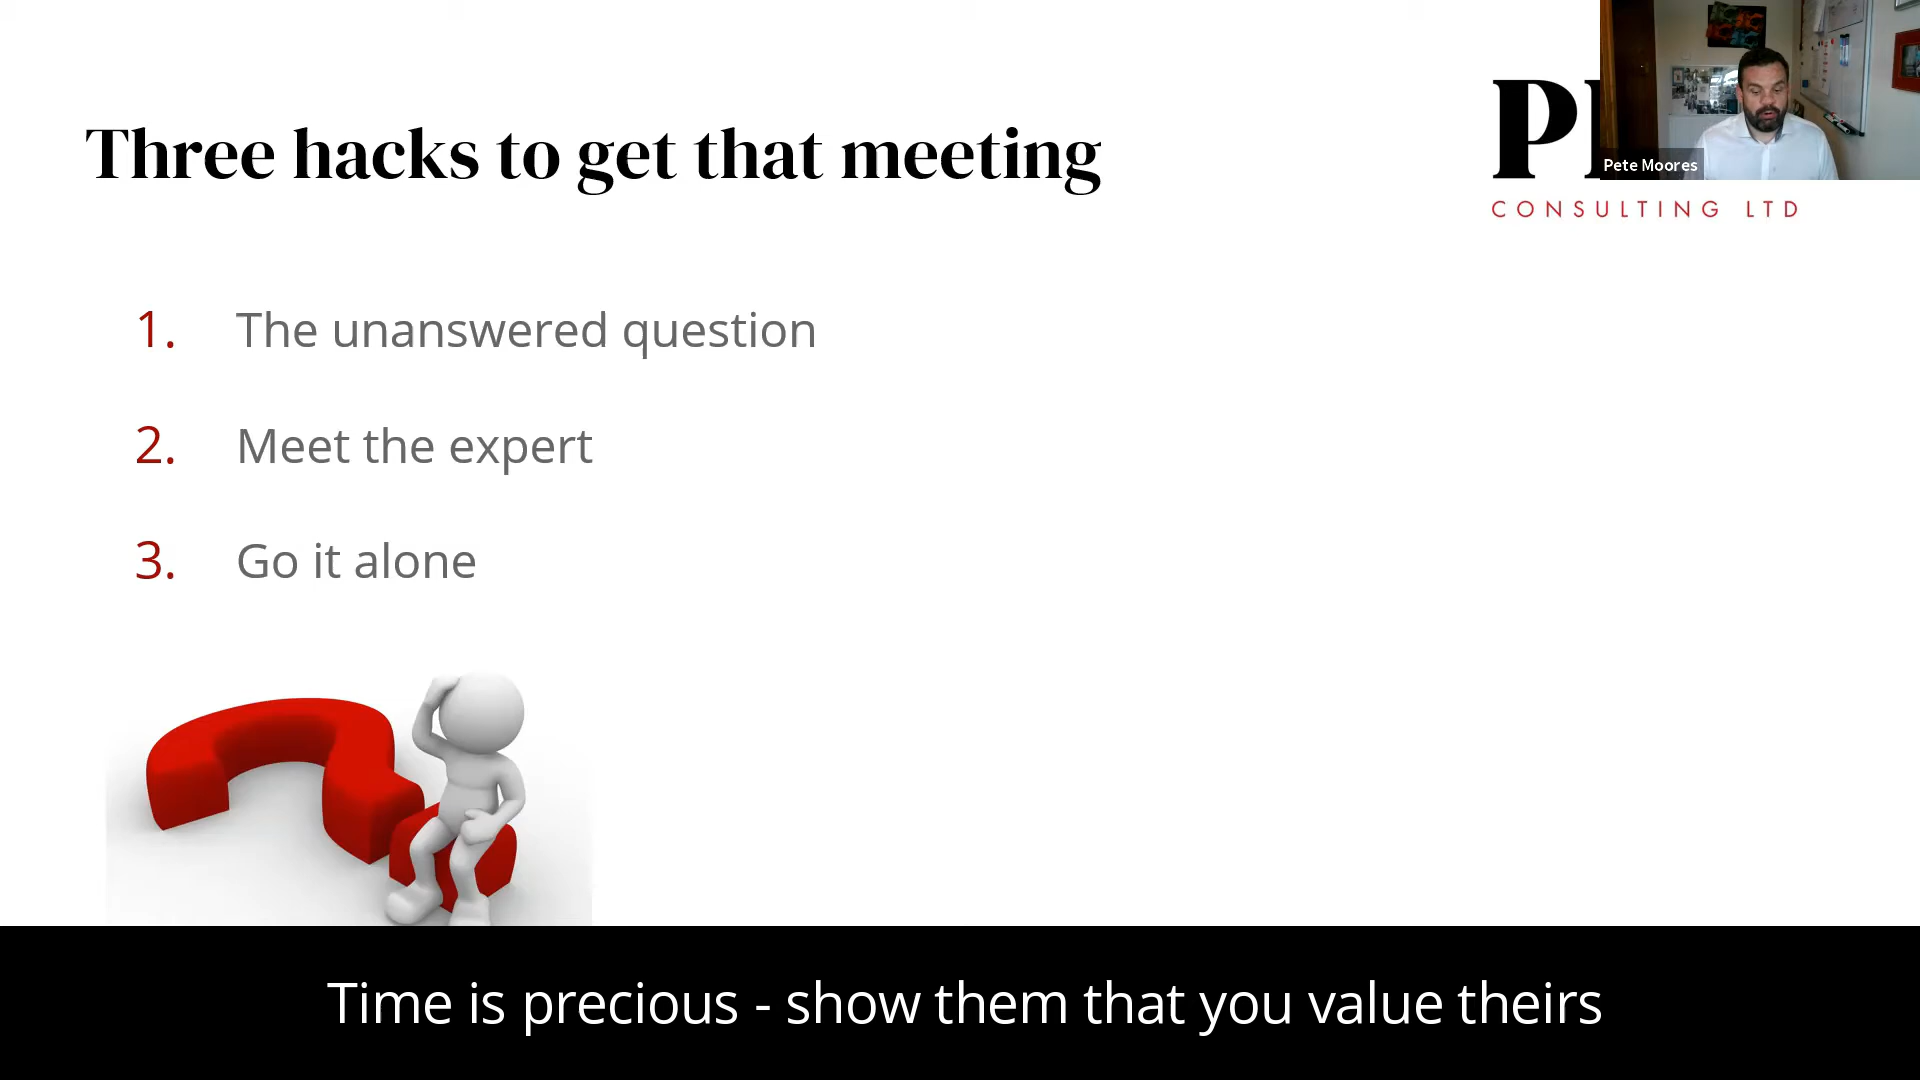 Three hacks to get that meeting
Pete Moores
CONSULTING LTD
1. The unanswered question
2. Meet the expert
3. Go it alone
Time is precious - show them that you value theirs